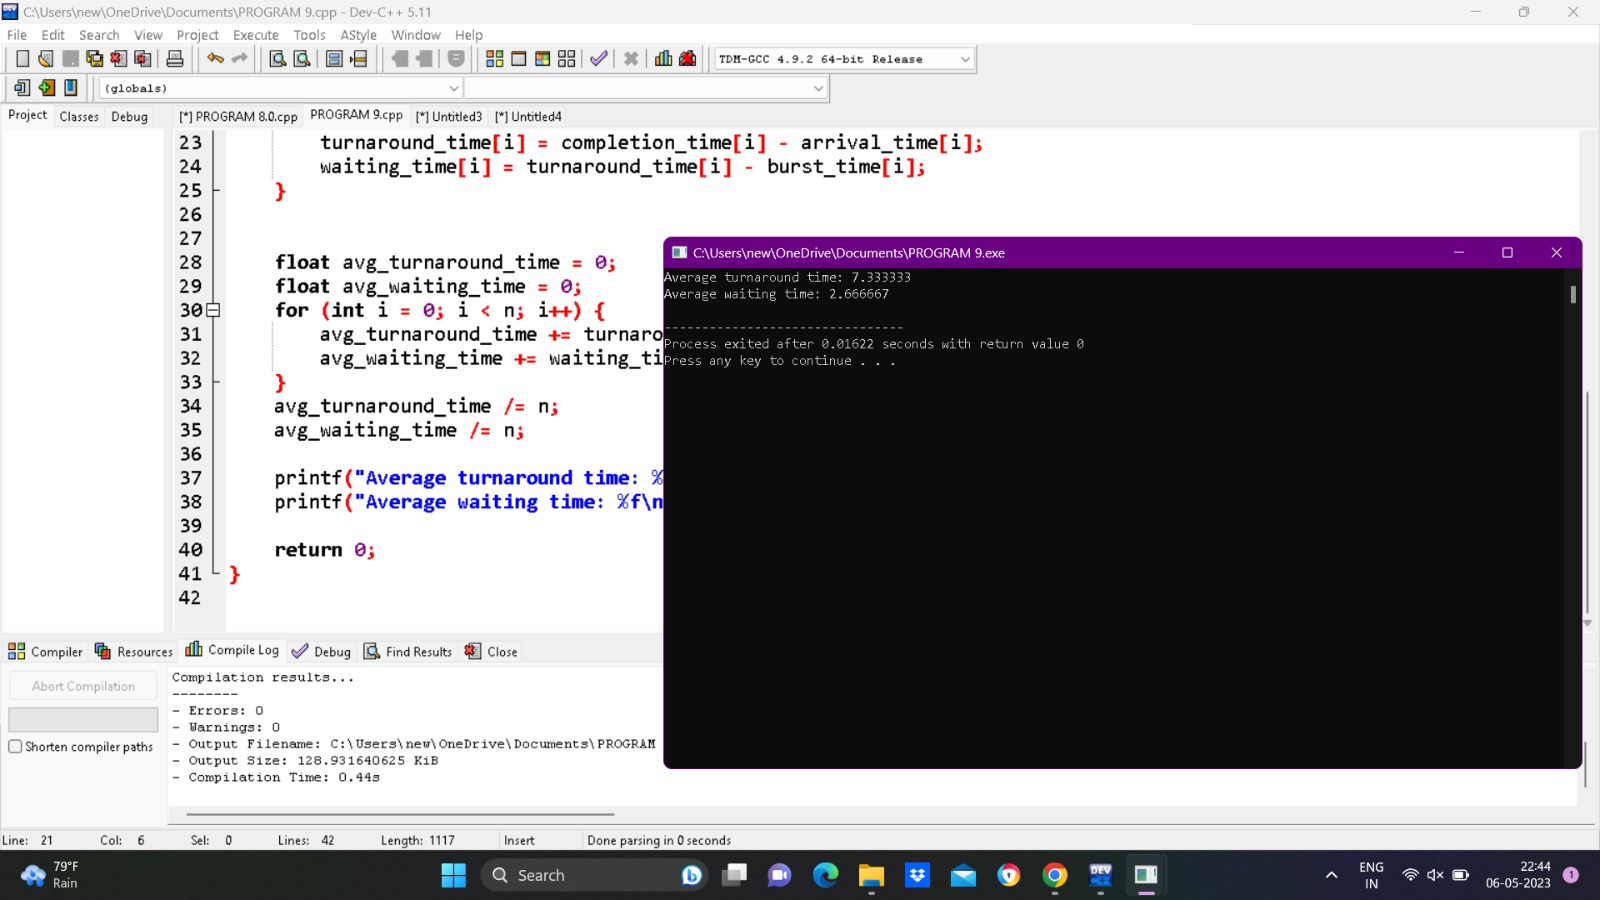 C:\Users\new\OneDrive\Documents\PROGRAM 9.cpp - Dev-C++ 5.11
File Edit Search View Project Execute Tools AStyle Window Help
TDM-GCC 4.9.2 64-bit Release
(globals)
Project Classes Debug [*] PROGRAM 8.0.cpp PROGRAM 9.cpp [*] Untitled3 [*] Untitled4
23 turnaround_time[i] = completion_time[i] - arrival_time[i];
24 waiting_time[i] = turnaround_time[i] - burst_time[i];
25 }
26
27
28 float avg_turnaround_time = 0;
29 float avg_waiting_time = 0;
30 for (int i = 0; i < n; i++) {
31 avg_turnaround_time += turnaro
32 avg_waiting_time += waiting_ti
33 }
34 avg_turnaround_time /= n;
35 avg_waiting_time /= n;
36
37 printf("Average turnaround time: %
38 printf("Average waiting time: %f\n
39
40 return 0;
41 }
42
C:\Users\new\OneDrive\Documents\PROGRAM 9.exe
Average turnaround time: 7.333333
Average waiting time: 2.666667
--------------------------------
Process exited after 0.01622 seconds with return value 0
Press any key to continue . . .
Compiler Resources Compile Log Debug Find Results Close
Abort Compilation
Shorten compiler paths
Compilation results...
--------
- Errors: 0
- Warnings: 0
- Output Filename: C:\Users\new\OneDrive\Documents\PROGRAM
- Output Size: 128.931640625 KiB
- Compilation Time: 0.44s
Line: 21 Col: 6 Sel: 0 Lines: 42 Length: 1117 Insert Done parsing in 0 seconds
79°F
Rain
Search
DEV
ENG
IN
22:44
06-05-2023
1